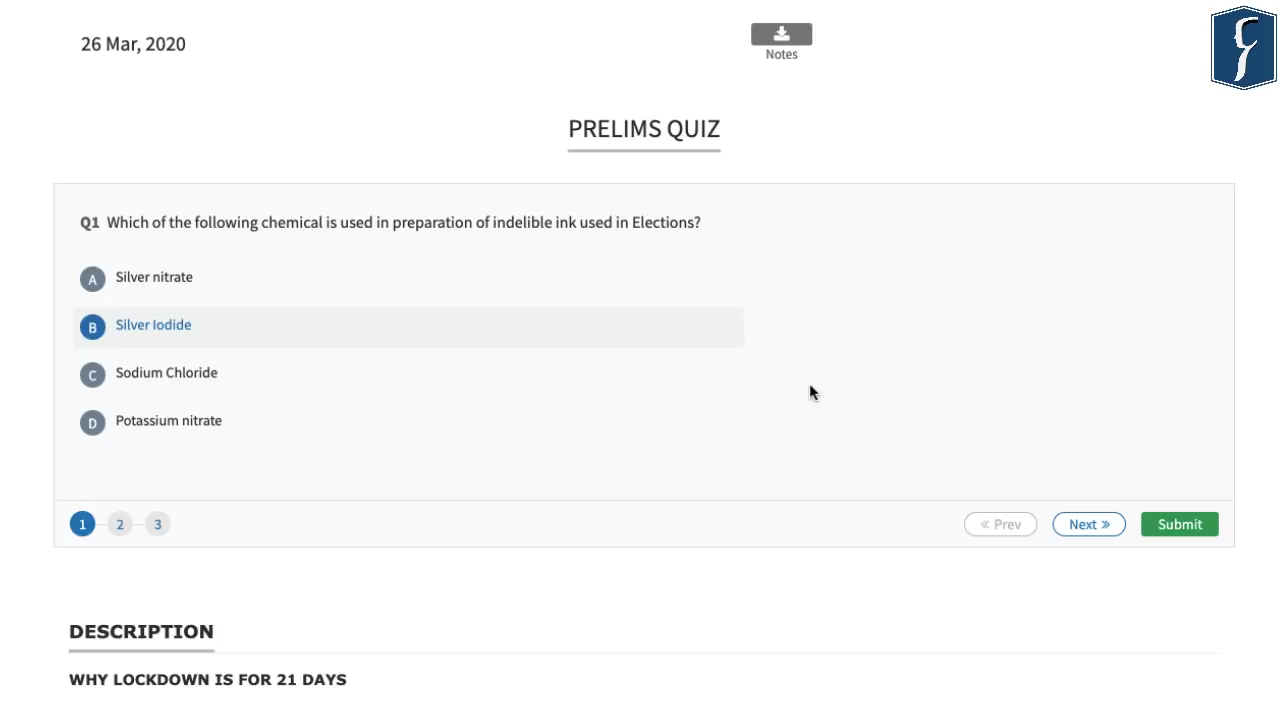 26 Mar, 2020
Notes
PRELIMS QUIZ
Q1 Which of the following chemical is used in preparation of indelible ink used in Elections?
A Silver nitrate
B Silver Iodide
C Sodium Chloride
D Potassium nitrate
1 2 3 « Prev Next » Submit
DESCRIPTION
WHY LOCKDOWN IS FOR 21 DAYS